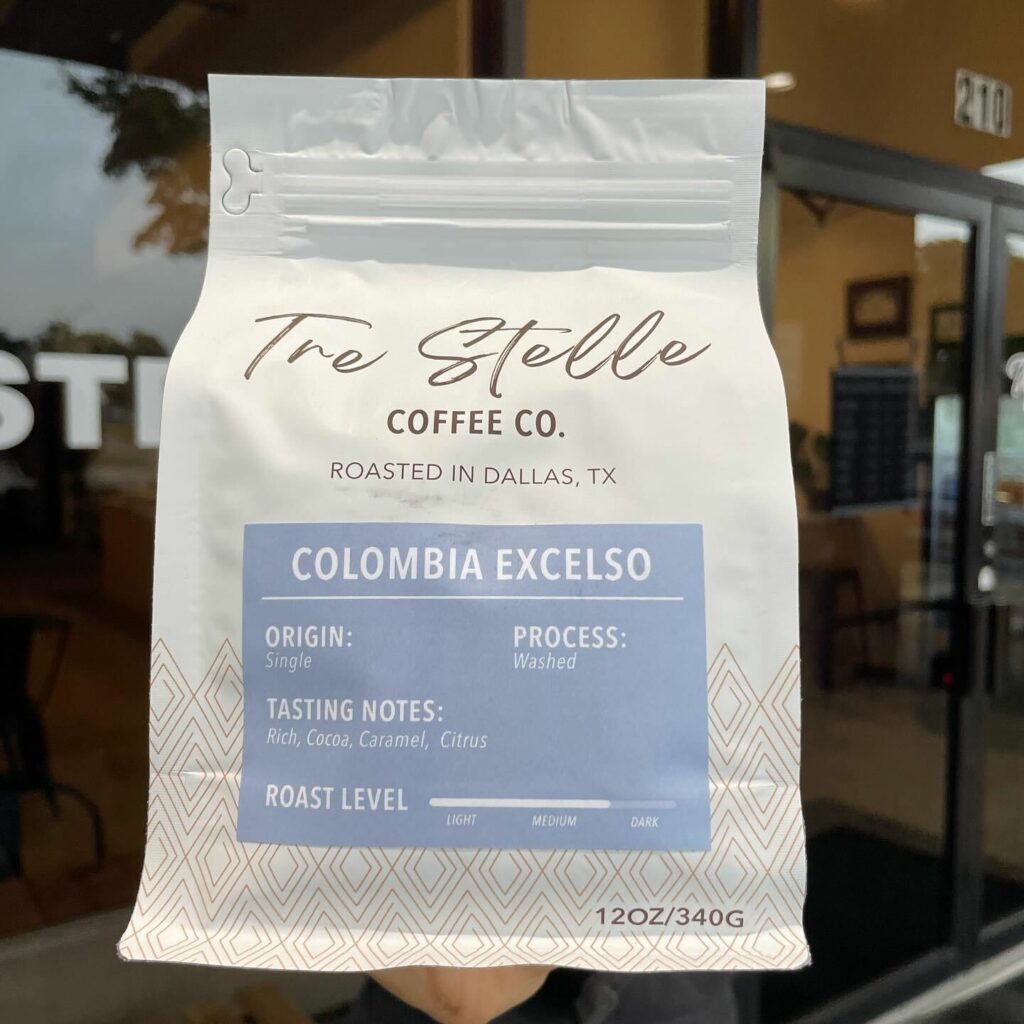 210
ST
Tre Stelle
COFFEE CO.
ROASTED IN DALLAS, TX
COLOMBIA EXCELSO
ORIGIN:
Single
PROCESS:
Washed
TASTING NOTES:
Rich, Cocoa, Caramel, Citrus
ROAST LEVEL
LIGHT MEDIUM DARK
12OZ/340G